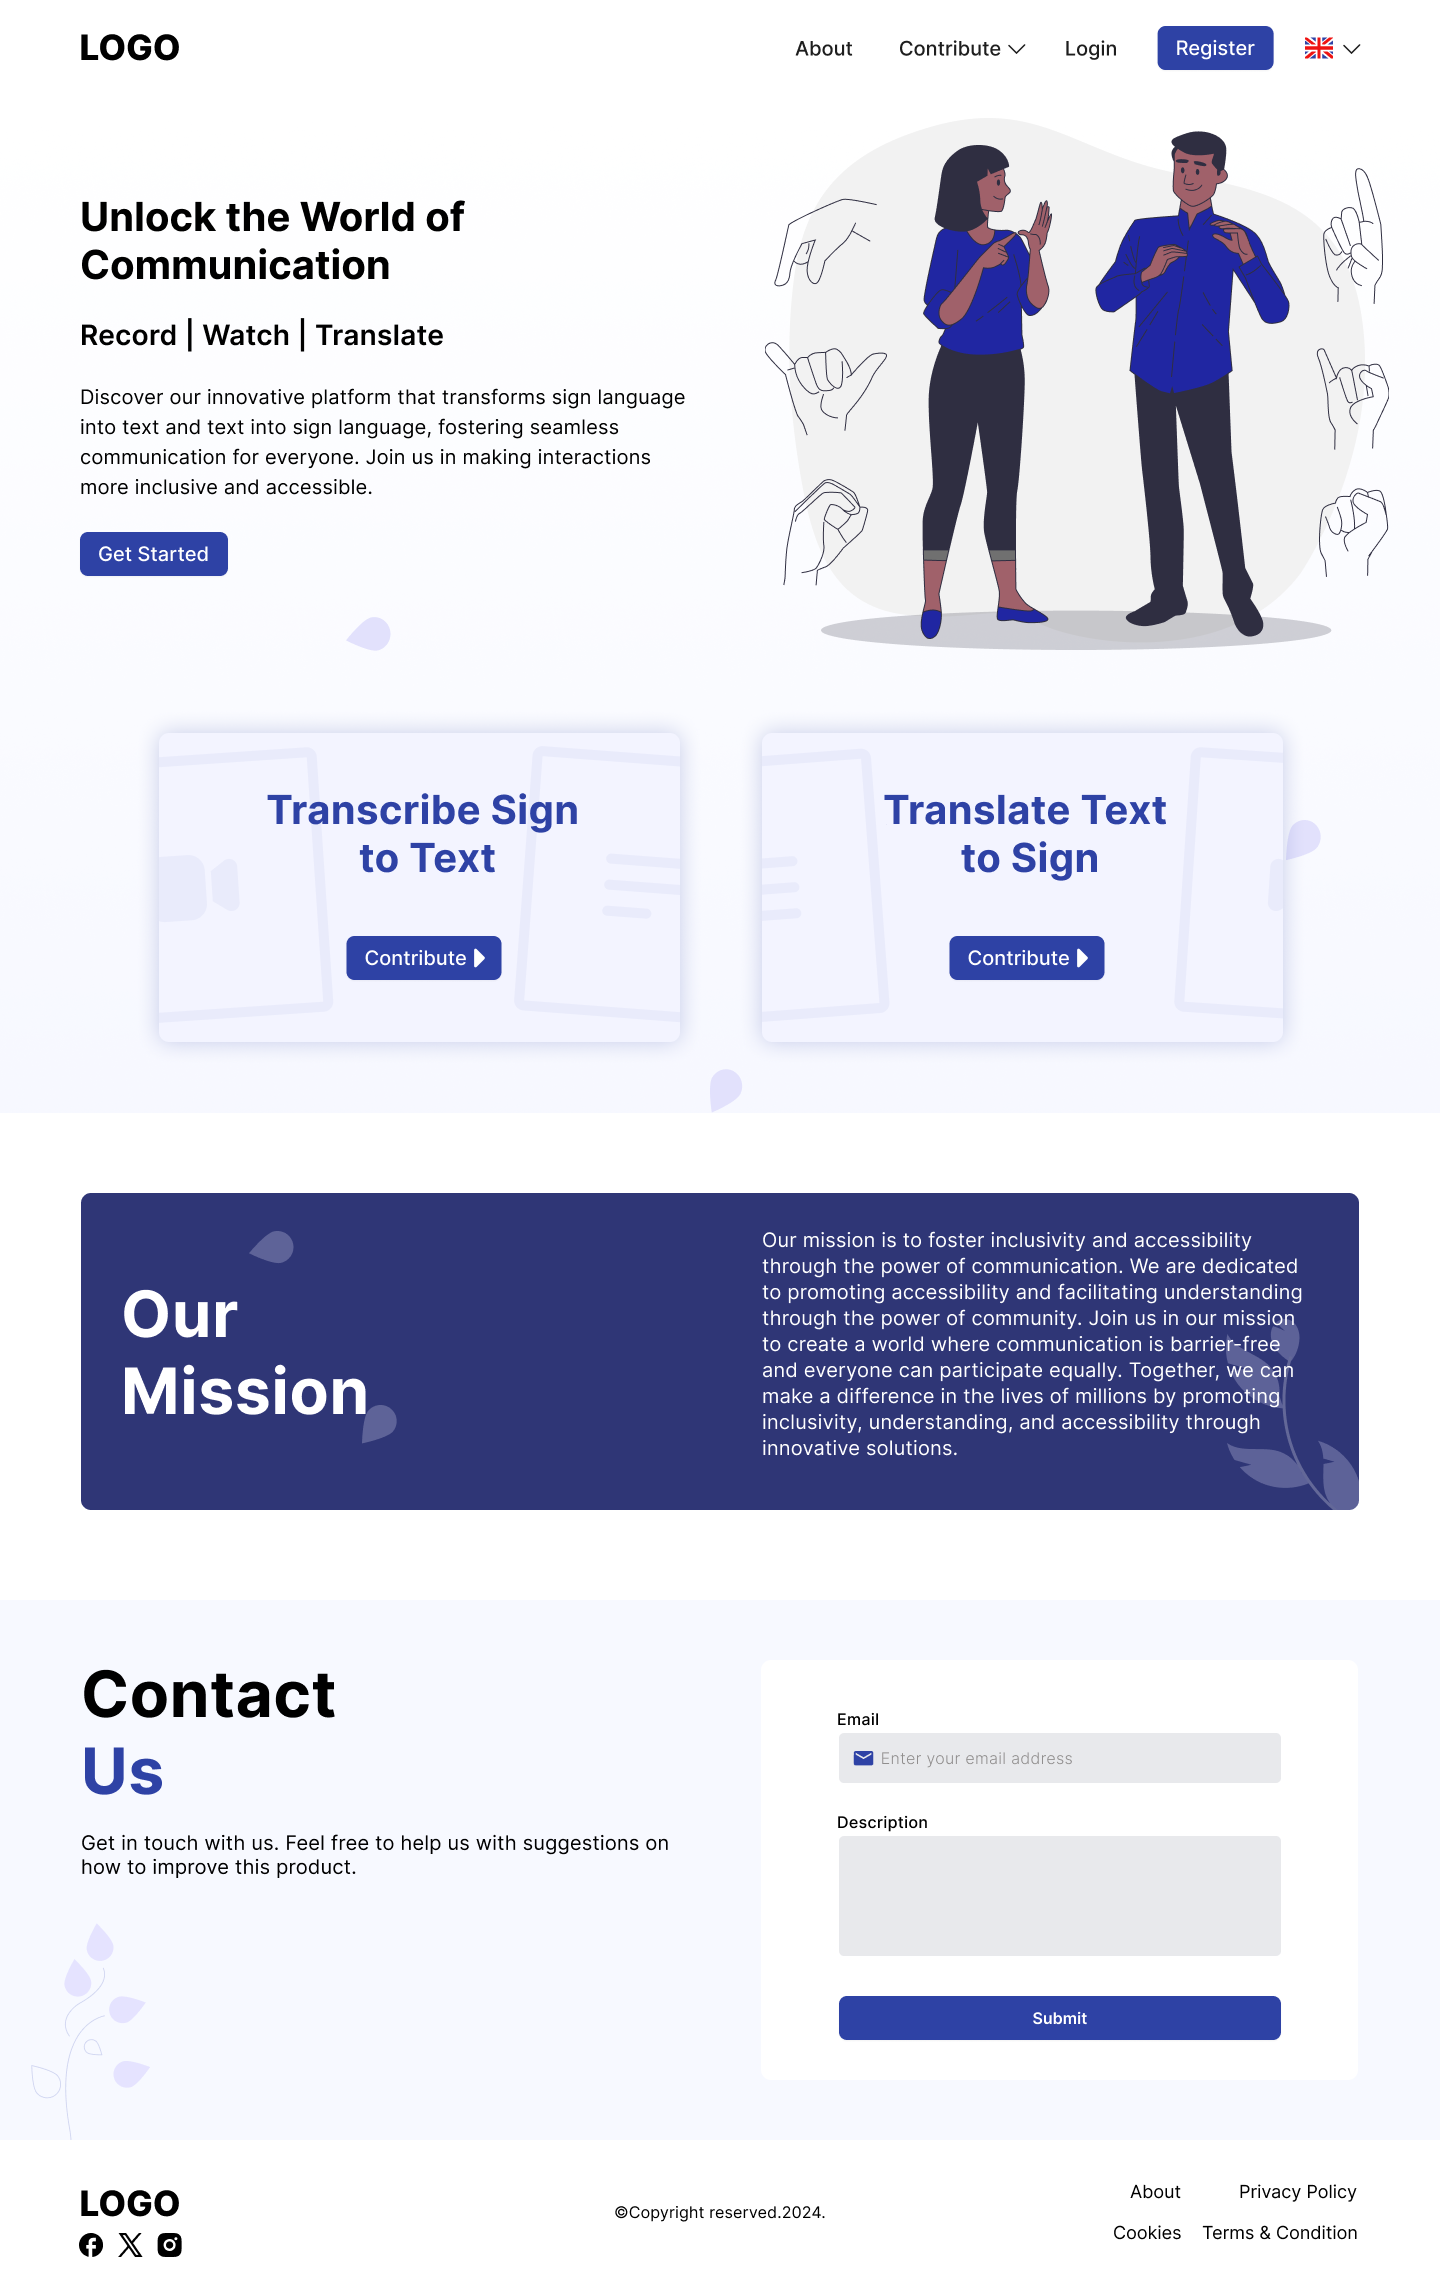 LOGO
About
Contribute
Login
Register
Unlock the World of
Communication
Record | Watch | Translate
Discover our innovative platform that transforms sign language
into text and text into sign language, fostering seamless
communication for everyone. Join us in making interactions
more inclusive and accessible.
Get Started
Transcribe Sign
to Text
Contribute
Translate Text
to Sign
Contribute
Our
Mission
Our mission is to foster inclusivity and accessibility
through the power of communication. We are dedicated
to promoting accessibility and facilitating understanding
through the power of community. Join us in our mission
to create a world where communication is barrier-free
and everyone can participate equally. Together, we can
make a difference in the lives of millions by promoting
inclusivity, understanding, and accessibility through
innovative solutions.
Contact
Us
Get in touch with us. Feel free to help us with suggestions on
how to improve this product.
Email
Enter your email address
Description
Submit
LOGO
©Copyright reserved.2024.
About
Privacy Policy
Cookies
Terms & Condition